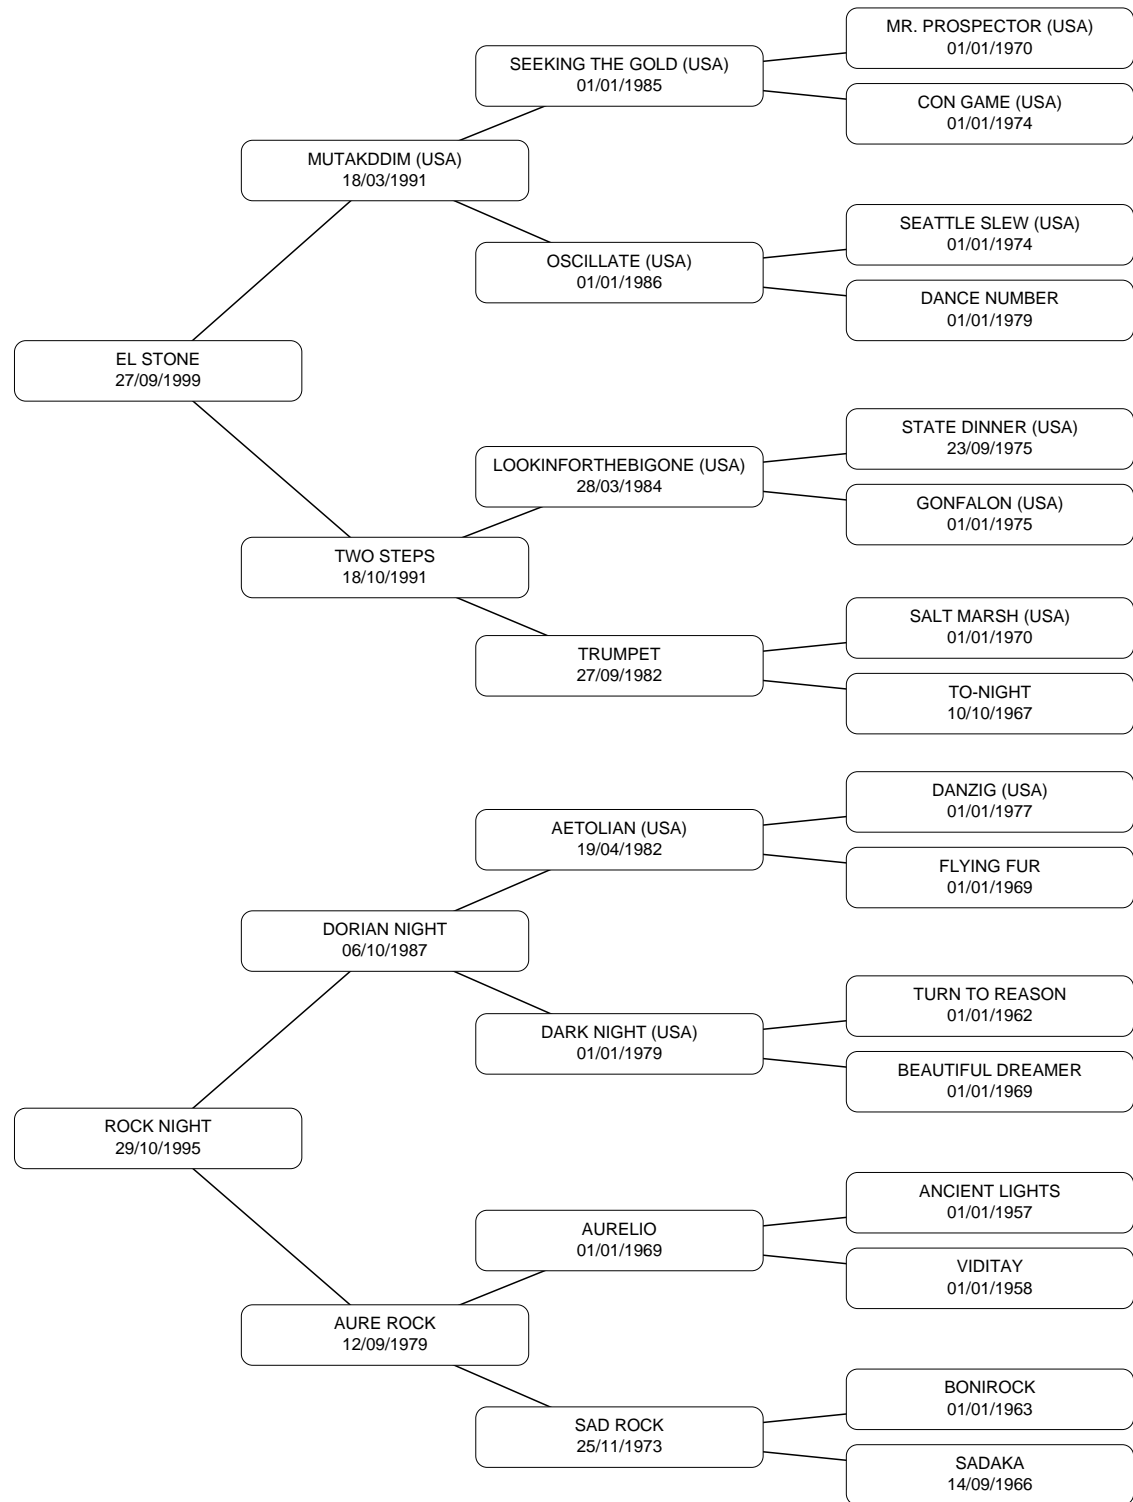 MR. PROSPECTOR (USA)
01/01/1970
SEEKING THE GOLD (USA)
01/01/1985
CON GAME (USA)
01/01/1974
MUTAKDDIM (USA)
18/03/1991
SEATTLE SLEW (USA)
01/01/1974
OSCILLATE (USA)
01/01/1986
DANCE NUMBER
01/01/1979
EL STONE
27/09/1999
STATE DINNER (USA)
23/09/1975
LOOKINFORTHEBIGONE (USA)
28/03/1984
GONFALON (USA)
01/01/1975
TWO STEPS
18/10/1991
SALT MARSH (USA)
01/01/1970
TRUMPET
27/09/1982
TO-NIGHT
10/10/1967
DANZIG (USA)
01/01/1977
AETOLIAN (USA)
19/04/1982
FLYING FUR
01/01/1969
DORIAN NIGHT
06/10/1987
TURN TO REASON
01/01/1962
DARK NIGHT (USA)
01/01/1979
BEAUTIFUL DREAMER
01/01/1969
ROCK NIGHT
29/10/1995
ANCIENT LIGHTS
01/01/1957
AURELIO
01/01/1969
VIDITAY
01/01/1958
AURE ROCK
12/09/1979
BONIROCK
01/01/1963
SAD ROCK
25/11/1973
SADAKA
14/09/1966